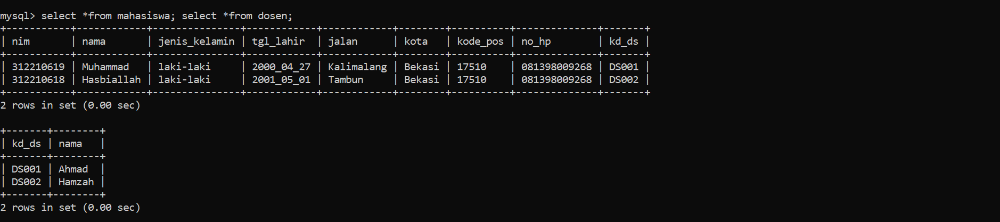 mysql> select *from mahasiswa; select *from dosen;
+-----------+------------+---------------+------------+------------+--------+----------+--------------+-------+
| nim       | nama       | jenis_kelamin | tgl_lahir  | jalan      | kota   | kode_pos | no_hp        | kd_ds |
+-----------+------------+---------------+------------+------------+--------+----------+--------------+-------+
| 312210619 | Muhammad   | laki-laki     | 2000_04_27 | Kalimalang | Bekasi | 17510    | 081398009268 | DS001 |
| 312210618 | Hasbiallah | laki-laki     | 2001_05_01 | Tambun     | Bekasi | 17510    | 081398009268 | DS002 |
+-----------+------------+---------------+------------+------------+--------+----------+--------------+-------+
2 rows in set (0.00 sec)
+-------+--------+
| kd_ds | nama   |
+-------+--------+
| DS001 | Ahmad  |
| DS002 | Hamzah |
+-------+--------+
2 rows in set (0.00 sec)